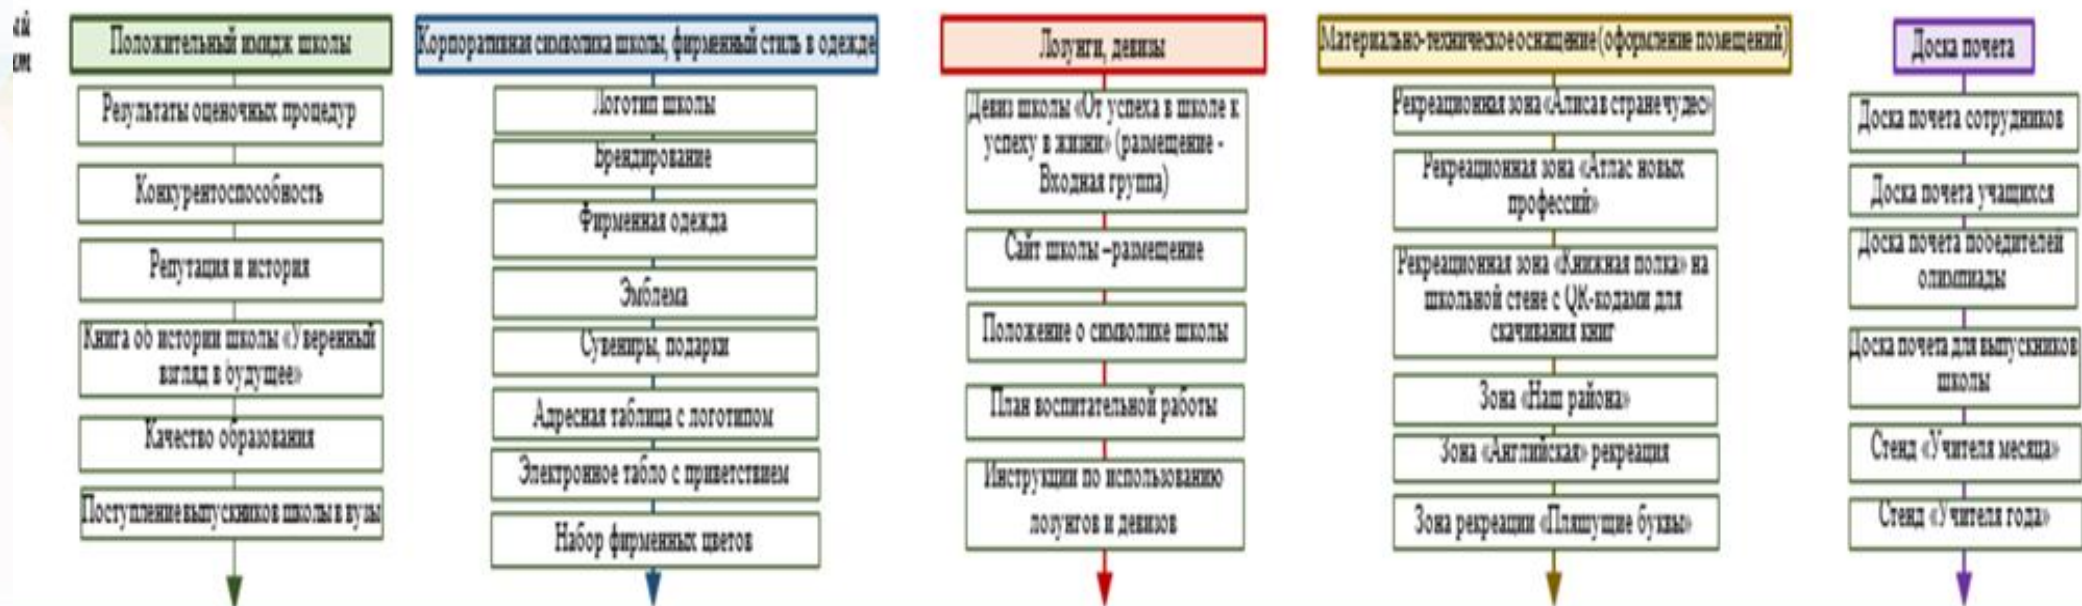 ый
Положительный имидж школы
Результаты оценочных процедур
Конкурентоспособность
Репутация и история
Книга об истории школы «Уверенный
взгляд в будущее»
Качество образования
Поступление выпускников школы в вузы
Корпоративная символика школы, фирменный стиль в одежде
Логотип школы
Брендирование
Фирменная одежда
Эмблема
Сувениры, подарки
Адресная таблица с логотипом
Электронное табло с приветствием
Набор фирменных цветов
Лозунги, девизы
Девиз школы «От успеха в школе к
успеху в жизни» (размещение -
Входная группа)
Сайт школы –размещение
Положение о символике школы
План воспитательной работы
Инструкции по использованию
лозунгов и девизов
Материально-техническое оснащение (оформление помещений)
Рекреационная зона «Алиса в стране чудес»
Рекреационная зона «Атлас новых
профессий»
Рекреационная зона «Книжная полка» на
школьной стене с QR-кодами для
скачивания книг
Зона «Наш района»
Зона «Английская» рекреация
Зона рекреации «Пляшущие буквы»
Доска почета
Доска почета сотрудников
Доска почета учащихся
Доска почета победителей
олимпиады
Доска почета для выпускников
школы
Стенд «Учителя месяца»
Стенд «Учителя года»